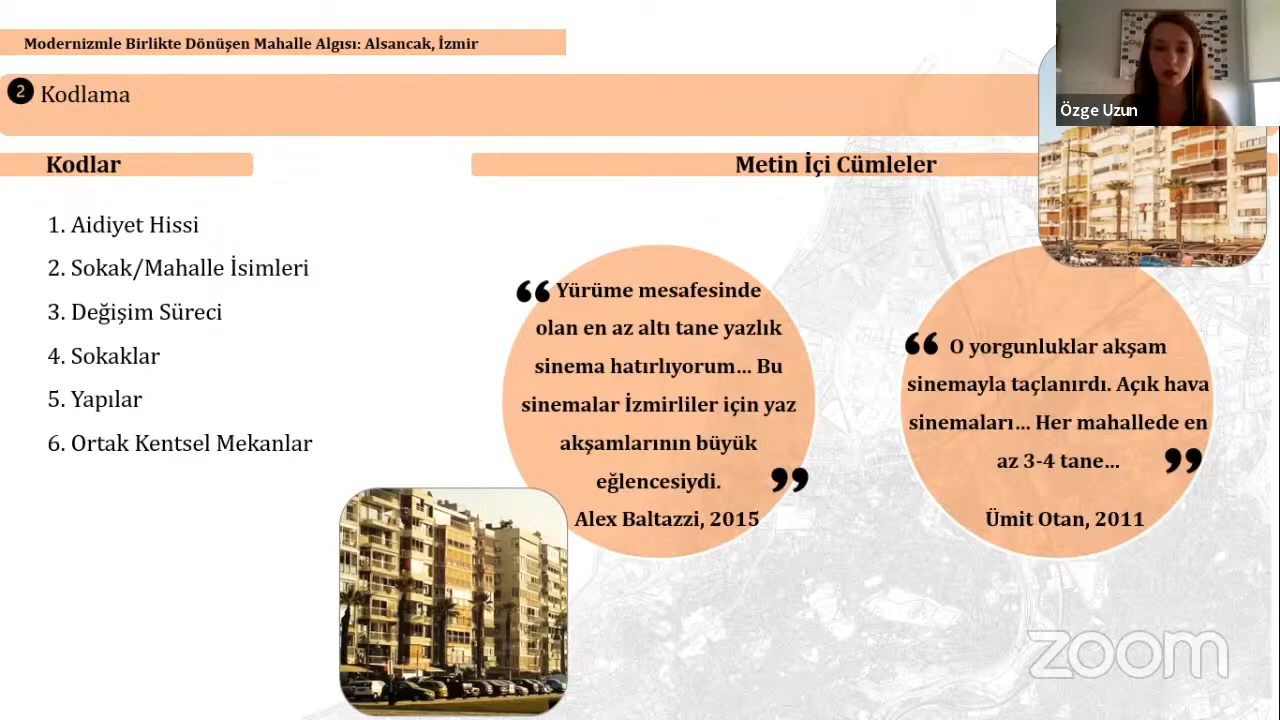 Modernizmle Birlikte Dönüşen Mahalle Algısı: Alsancak, İzmir
2 Kodlama
Özge Uzun
Kodlar
Metin İçi Cümleler
1. Aidiyet Hissi
2. Sokak/Mahalle İsimleri
3. Değişim Süreci
4. Sokaklar
5. Yapılar
6. Ortak Kentsel Mekanlar
“Yürüme mesafesinde
olan en az altı tane yazlık
sinema hatırlıyorum... Bu
sinemalar İzmirliler için yaz
akşamlarının büyük
eğlencesiydi.”
Alex Baltazzi, 2015
“O yorgunluklar akşam
sinemayla taçlanırdı. Açık hava
sinemaları... Her mahallede en
az 3-4 tane...”
Ümit Otan, 2011
zoom